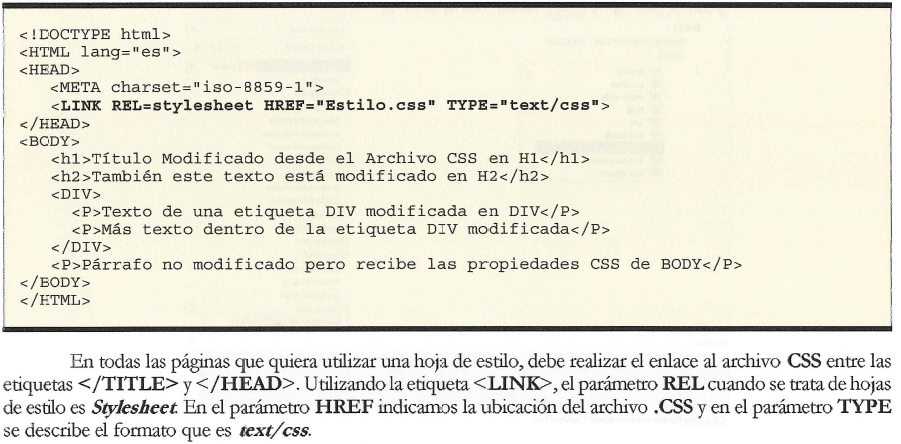 <!DOCTYPE html>
<HTML lang="es">
<HEAD>
<META charset="iso-8859-1">
<LINK REL=stylesheet HREF="Estilo.css" TYPE="text/css">
</HEAD>
<BODY>
<h1>Título Modificado desde el Archivo CSS en H1</h1>
<h2>También este texto está modificado en H2</h2>
<DIV>
<P>Texto de una etiqueta DIV modificada en DIV</P>
<P>Más texto dentro de la etiqueta DIV modificada</P>
</DIV>
<P>Párrafo no modificado pero recibe las propiedades CSS de BODY</P>
</BODY>
</HTML>
En todas las páginas que quiera utilizar una hoja de estilo, debe realizar el enlace al archivo CSS entre las
etiquetas </TITLE> y </HEAD>. Utilizando la etiqueta <LINK>, el parámetro REL cuando se trata de hojas
de estilo es Stylesheet. En el parámetro HREF indicamos la ubicación del archivo .CSS y en el parámetro TYPE
se describe el formato que es text/css.